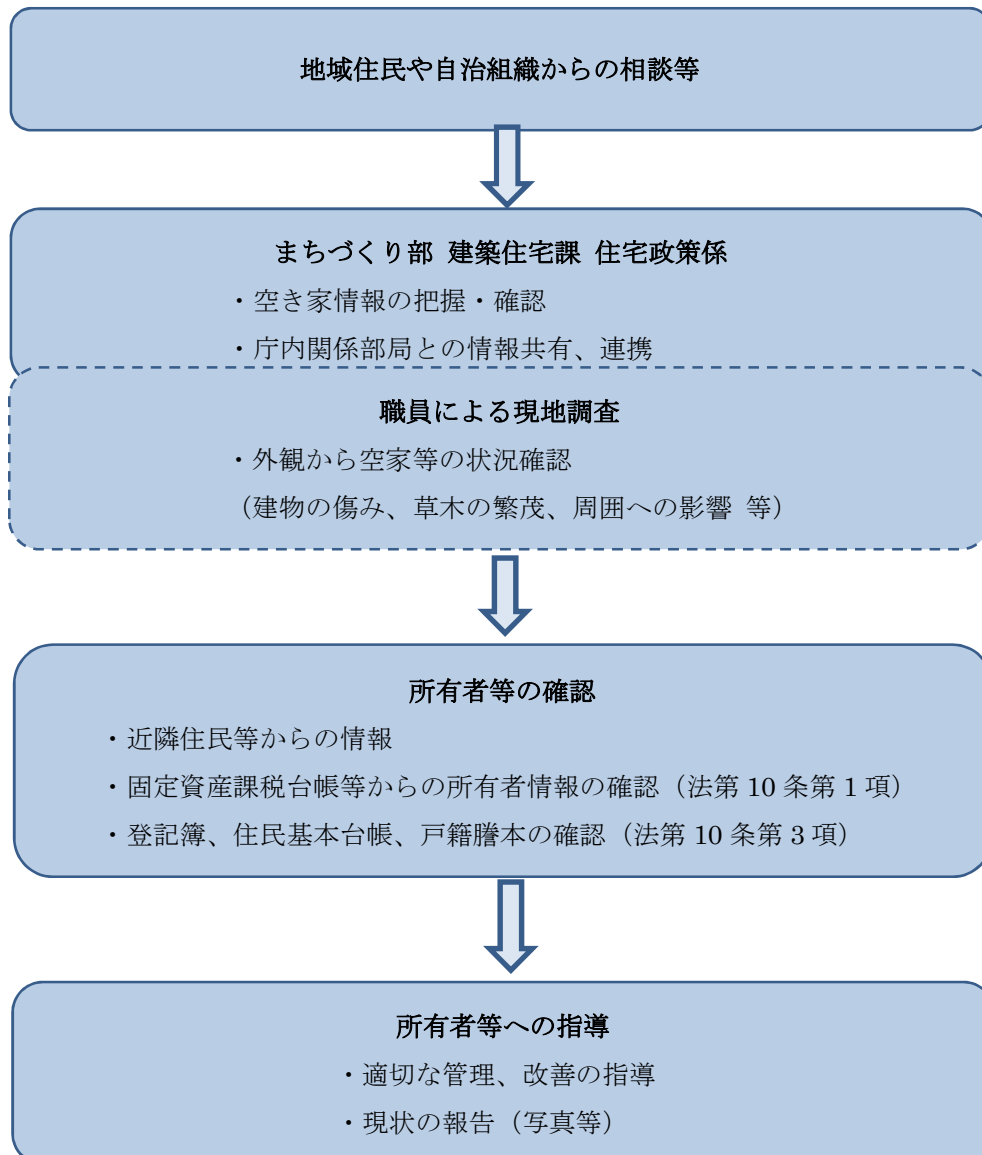 地域住民や自治組織からの相談等
まちづくり部 建築住宅課 住宅政策係
・空き家情報の把握・確認
・庁内関係部局との情報共有、連携
職員による現地調査
・外観から空家等の状況確認
（建物の傷み、草木の繁茂、周囲への影響 等）
所有者等の確認
・近隣住民等からの情報
・固定資産課税台帳等からの所有者情報の確認（法第 10 条第 1 項）
・登記簿、住民基本台帳、戸籍謄本の確認（法第 10 条第 3 項）
所有者等への指導
・適切な管理、改善の指導
・現状の報告（写真等）